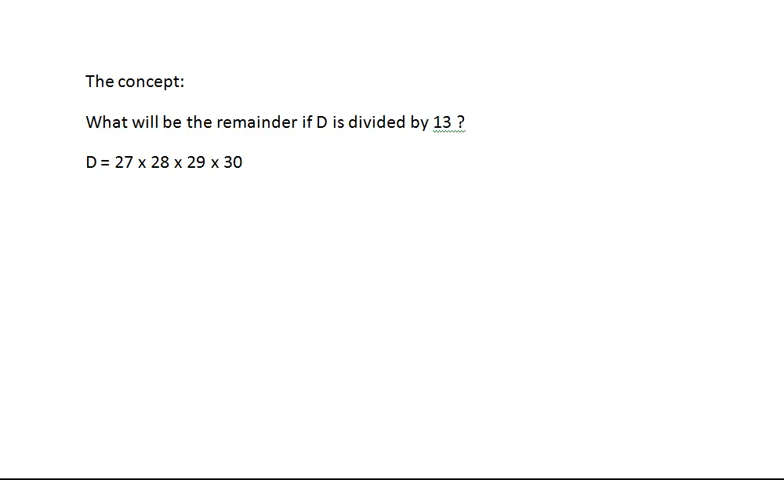 The concept:
What will be the remainder if D is divided by 13 ?
D = 27 x 28 x 29 x 30